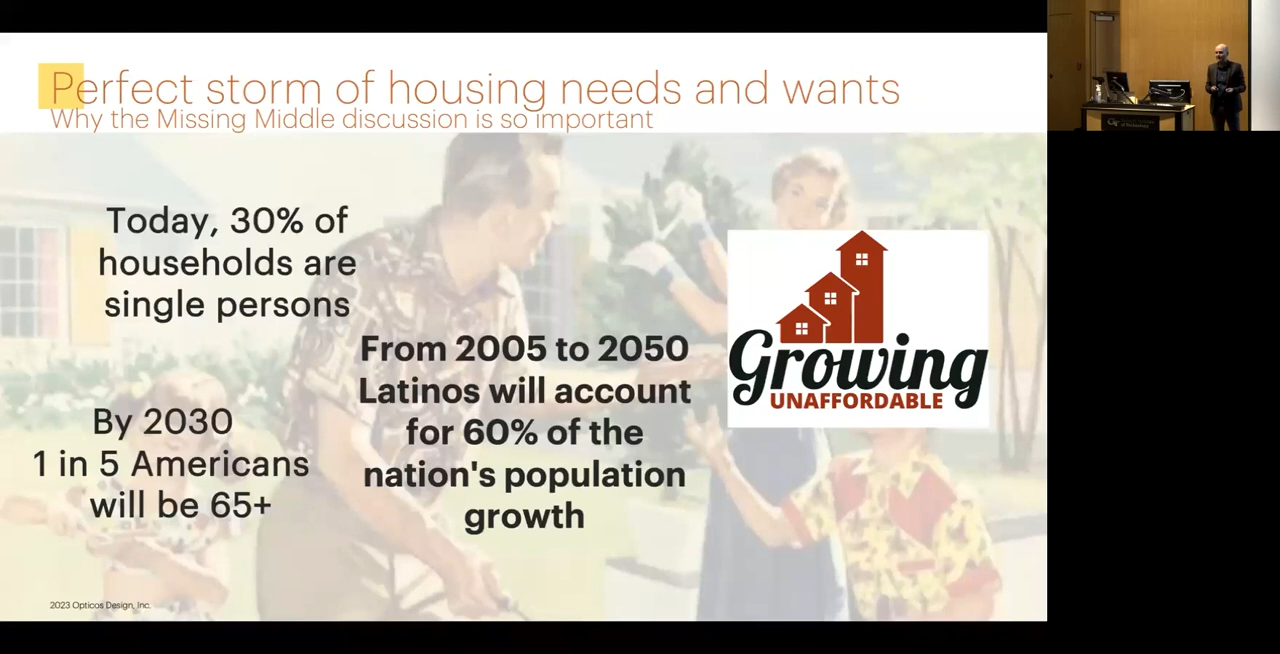 Perfect storm of housing needs and wants
Why the Missing Middle discussion is so important
Today, 30% of
households are
single persons
From 2005 to 2050
Latinos will account
for 60% of the
nation's population
growth
By 2030
1 in 5 Americans
will be 65+
Growing
UNAFFORDABLE
2023 Opticos Design, Inc.